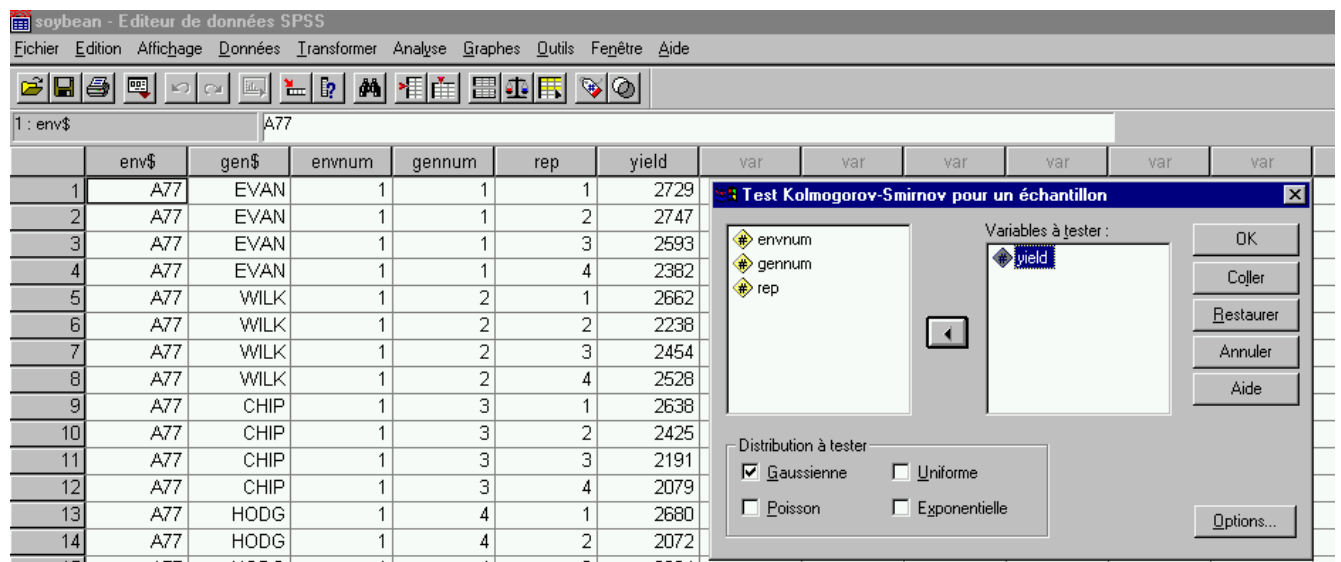 soybean - Editeur de données SPSS
Fichier Edition Affichage Données Transformer Analyse Graphes Outils Fenêtre Aide
1 : env$ A77
env$ gen$ envnum gennum rep yield var var var var var var
1 A77 EVAN 1 1 1 2729
2 A77 EVAN 1 1 2 2747
3 A77 EVAN 1 1 3 2593
4 A77 EVAN 1 1 4 2382
5 A77 WILK 1 2 1 2662
6 A77 WILK 1 2 2 2238
7 A77 WILK 1 2 3 2454
8 A77 WILK 1 2 4 2528
9 A77 CHIP 1 3 1 2638
10 A77 CHIP 1 3 2 2425
11 A77 CHIP 1 3 3 2191
12 A77 CHIP 1 3 4 2079
13 A77 HODG 1 4 1 2680
14 A77 HODG 1 4 2 2072
Test Kolmogorov-Smirnov pour un échantillon
envnum
gennum
rep
Variables à tester :
yield
OK
Coller
Restaurer
Annuler
Aide
Distribution à tester
Gaussienne Uniforme
Poisson Exponentielle
Options...